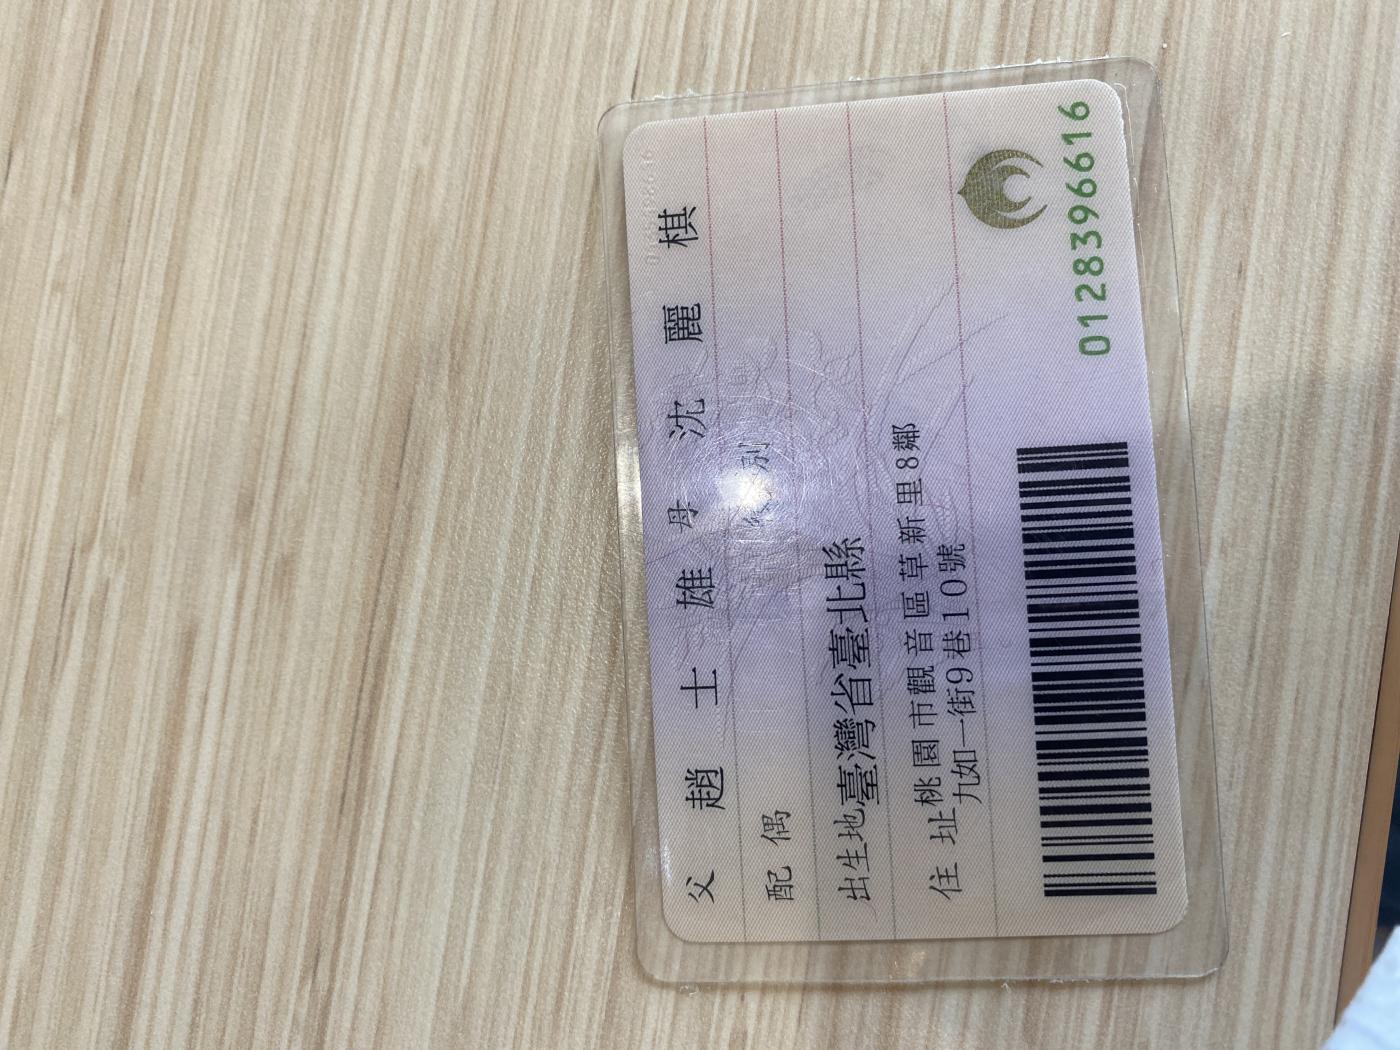 父 趙士雄 母 沈麗棋
配偶 役別
出生地 臺灣省臺北縣
住址 桃園市觀音區草新里8鄰
九如一街9巷10號
0128396616